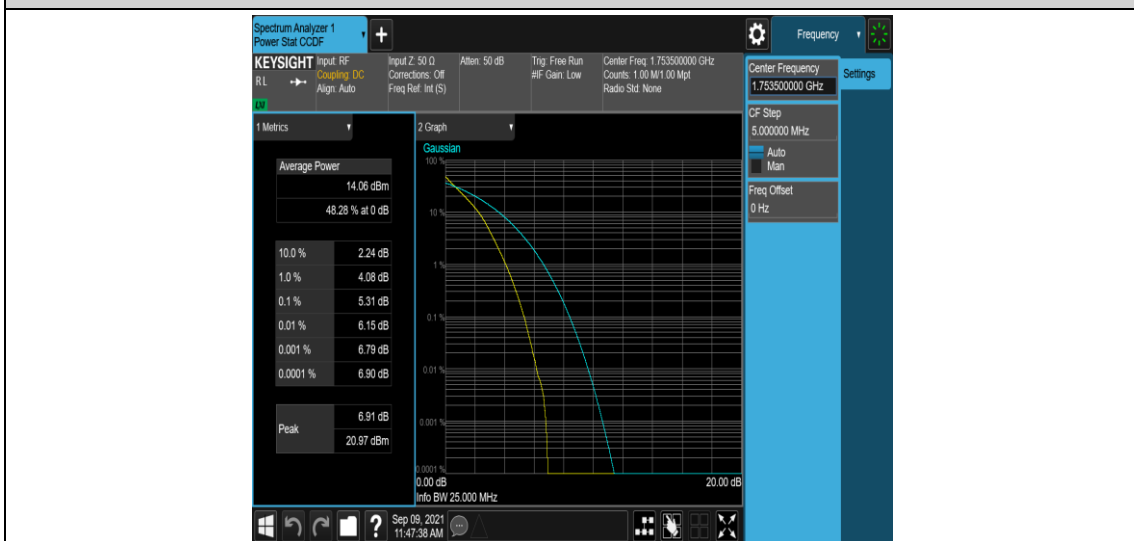 Spectrum Analyzer 1
Power Stat CCDF
+
Frequency
KEYSIGHT
RL
Input: RF
Coupling: DC
Align: Auto
Input Z: 50 Ω
Corrections: Off
Freq Ref: Int (S)
Atten: 50 dB
Trig: Free Run
#IF Gain: Low
Center Freq: 1.753500000 GHz
Counts: 1.00 M/1.00 Mpt
Radio Std: None
Center Frequency
1.753500000 GHz
Settings
CF Step
5.000000 MHz
Auto
Man
Freq Offset
0 Hz
1 Metrics
Average Power
14.06 dBm
48.28 % at 0 dB
10.0 % 2.24 dB
1.0 % 4.08 dB
0.1 % 5.31 dB
0.01 % 6.15 dB
0.001 % 6.79 dB
0.0001 % 6.90 dB
Peak
6.91 dB
20.97 dBm
2 Graph
Gaussian
100 %
10 %
1 %
0.1 %
0.01 %
0.001 %
0.0001 %
0.00 dB 20.00 dB
Info BW 25.000 MHz
?
Sep 09, 2021
11:47:38 AM